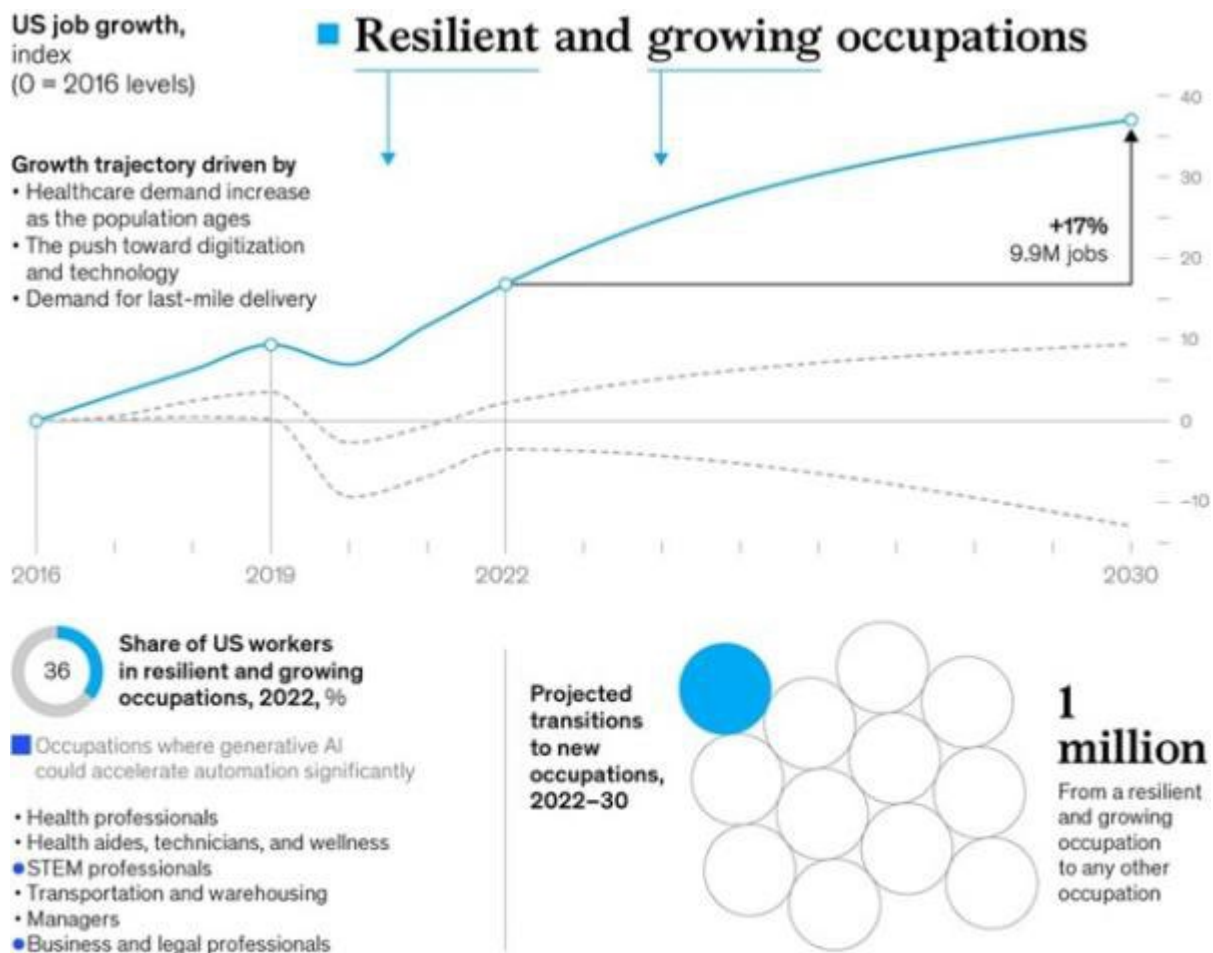 US job growth,
index
(0 = 2016 levels)
Resilient and growing occupations
Growth trajectory driven by
• Healthcare demand increase
as the population ages
• The push toward digitization
and technology
• Demand for last-mile delivery
40
30
+17%
9.9M jobs
20
10
0
–10
2016
2019
2022
2030
36
Share of US workers
in resilient and growing
occupations, 2022, %
Occupations where generative AI
could accelerate automation significantly
• Health professionals
• Health aides, technicians, and wellness
• STEM professionals
• Transportation and warehousing
• Managers
• Business and legal professionals
Projected
transitions
to new
occupations,
2022–30
1
million
From a resilient
and growing
occupation
to any other
occupation